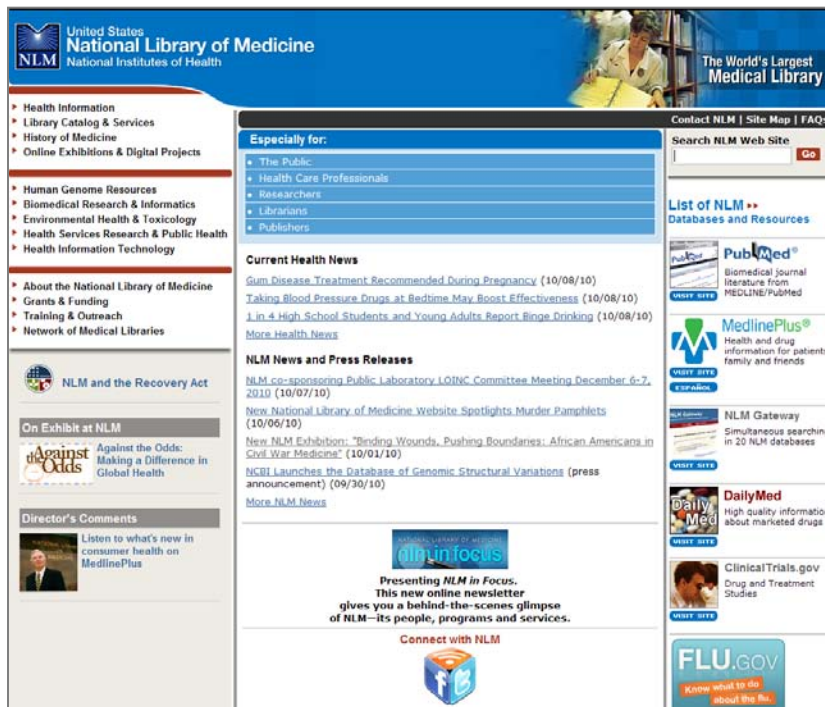 United States
National Library of Medicine
National Institutes of Health
NLM
The World's Largest
Medical Library
Health Information
Library Catalog & Services
History of Medicine
Online Exhibitions & Digital Projects
Human Genome Resources
Biomedical Research & Informatics
Environmental Health & Toxicology
Health Services Research & Public Health
Health Information Technology
About the National Library of Medicine
Grants & Funding
Training & Outreach
Network of Medical Libraries
NLM and the Recovery Act
On Exhibit at NLM
Against the Odds
Against the Odds:
Making a Difference in
Global Health
Director's Comments
Listen to what's new in
consumer health on
MedlinePlus
Especially for:
The Public
Health Care Professionals
Researchers
Librarians
Publishers
Current Health News
Gum Disease Treatment Recommended During Pregnancy (10/08/10)
Taking Blood Pressure Drugs at Bedtime May Boost Effectiveness (10/08/10)
1 in 4 High School Students and Young Adults Report Binge Drinking (10/08/10)
More Health News
NLM News and Press Releases
NLM co-sponsoring Public Laboratory LOINC Committee Meeting December 6-7,
2010 (10/07/10)
New National Library of Medicine Website Spotlights Murder Pamphlets
(10/06/10)
New NLM Exhibition: "Binding Wounds, Pushing Boundaries: African Americans in
Civil War Medicine" (10/01/10)
NCBI Launches the Database of Genomic Structural Variations (press
announcement) (09/30/10)
More NLM News
NATIONAL LIBRARY OF MEDICINE
nlm in focus
Presenting NLM in Focus.
This new online newsletter
gives you a behind-the-scenes glimpse
of NLM—its people, programs and services.
Connect with NLM
Contact NLM | Site Map | FAQs
Search NLM Web Site
Go
List of NLM
Databases and Resources
PubMed
VISIT SITE
PubMed®
Biomedical journal
literature from
MEDLINE/PubMed
VISIT SITE
ESPAÑOL
MedlinePlus®
Health and drug
information for patients
family and friends
NLM Gateway
VISIT SITE
NLM Gateway
Simultaneous searching
in 20 NLM databases
Daily Med
VISIT SITE
DailyMed
High quality informatio
about marketed drugs
VISIT SITE
ClinicalTrials.gov
Drug and Treatment
Studies
FLU.GOV
Know what to do
about the flu.